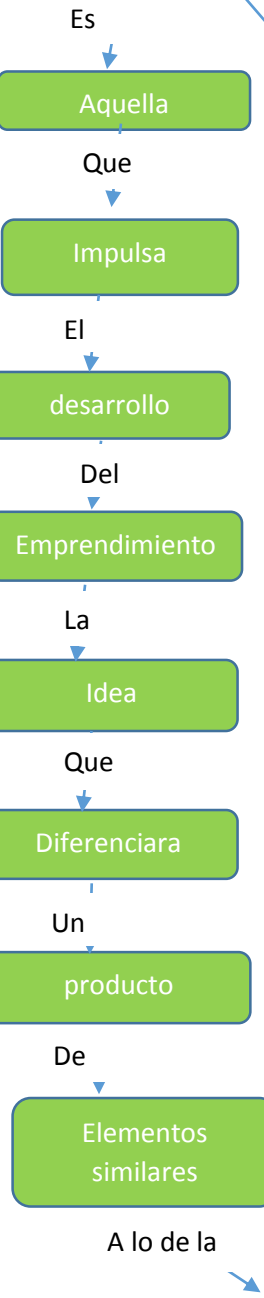 Es
Aquella
Que
Impulsa
El
desarrollo
Del
Emprendimiento
La
Idea
Que
Diferenciara
Un
producto
De
Elementos
similares
A lo de la